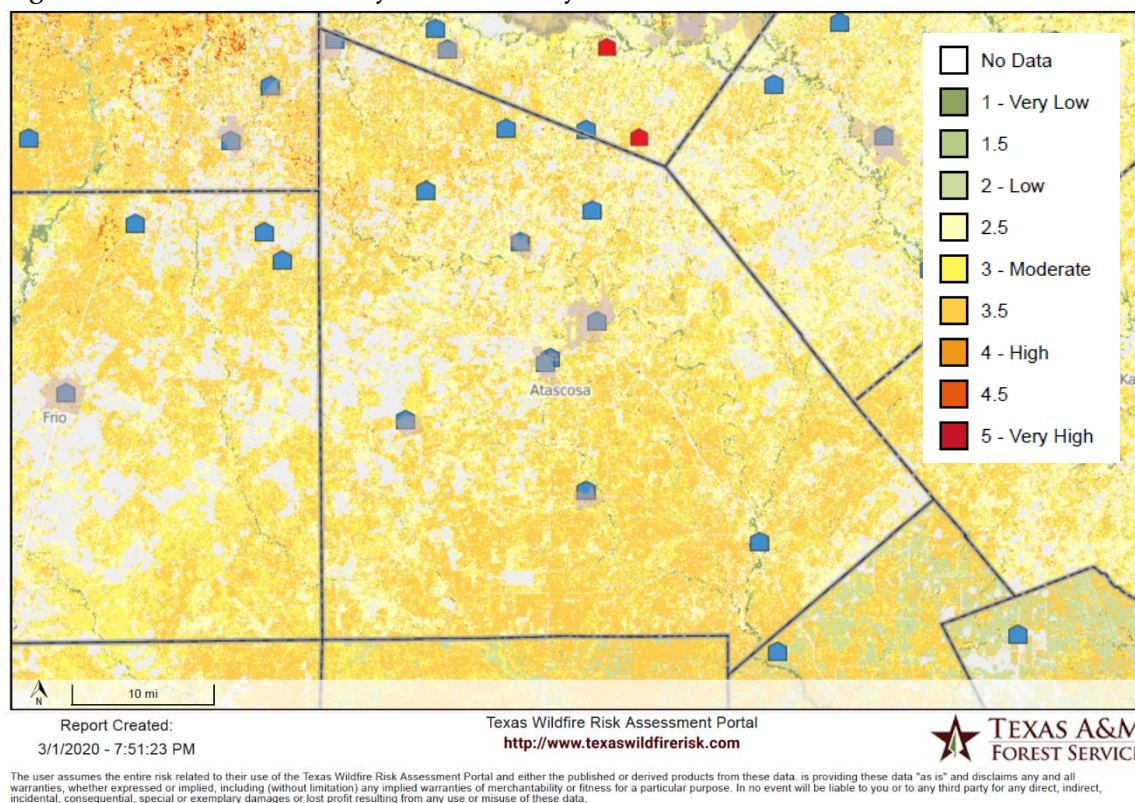 No Data
1 - Very Low
1.5
2 - Low
2.5
3 - Moderate
3.5
4 - High
4.5
5 - Very High
Ka
Atascosa
Frio
N
10 mi
Report Created:
3/1/2020 - 7:51:23 PM
Texas Wildfire Risk Assessment Portal
http://www.texaswildfirerisk.com
TEXAS A&M
FOREST SERVIC
The user assumes the entire risk related to their use of the Texas Wildfire Risk Assessment Portal and either the published or derived products from these data. is providing these data "as is" and disclaims any and all
warranties, whether expressed or implied, including (without limitation) any implied warranties of merchantability or fitness for a particular purpose. In no event will be liable to you or to any third party for any direct, indirect,
incidental, consequential, special or exemplary damages or lost profit resulting from any use or misuse of these data.